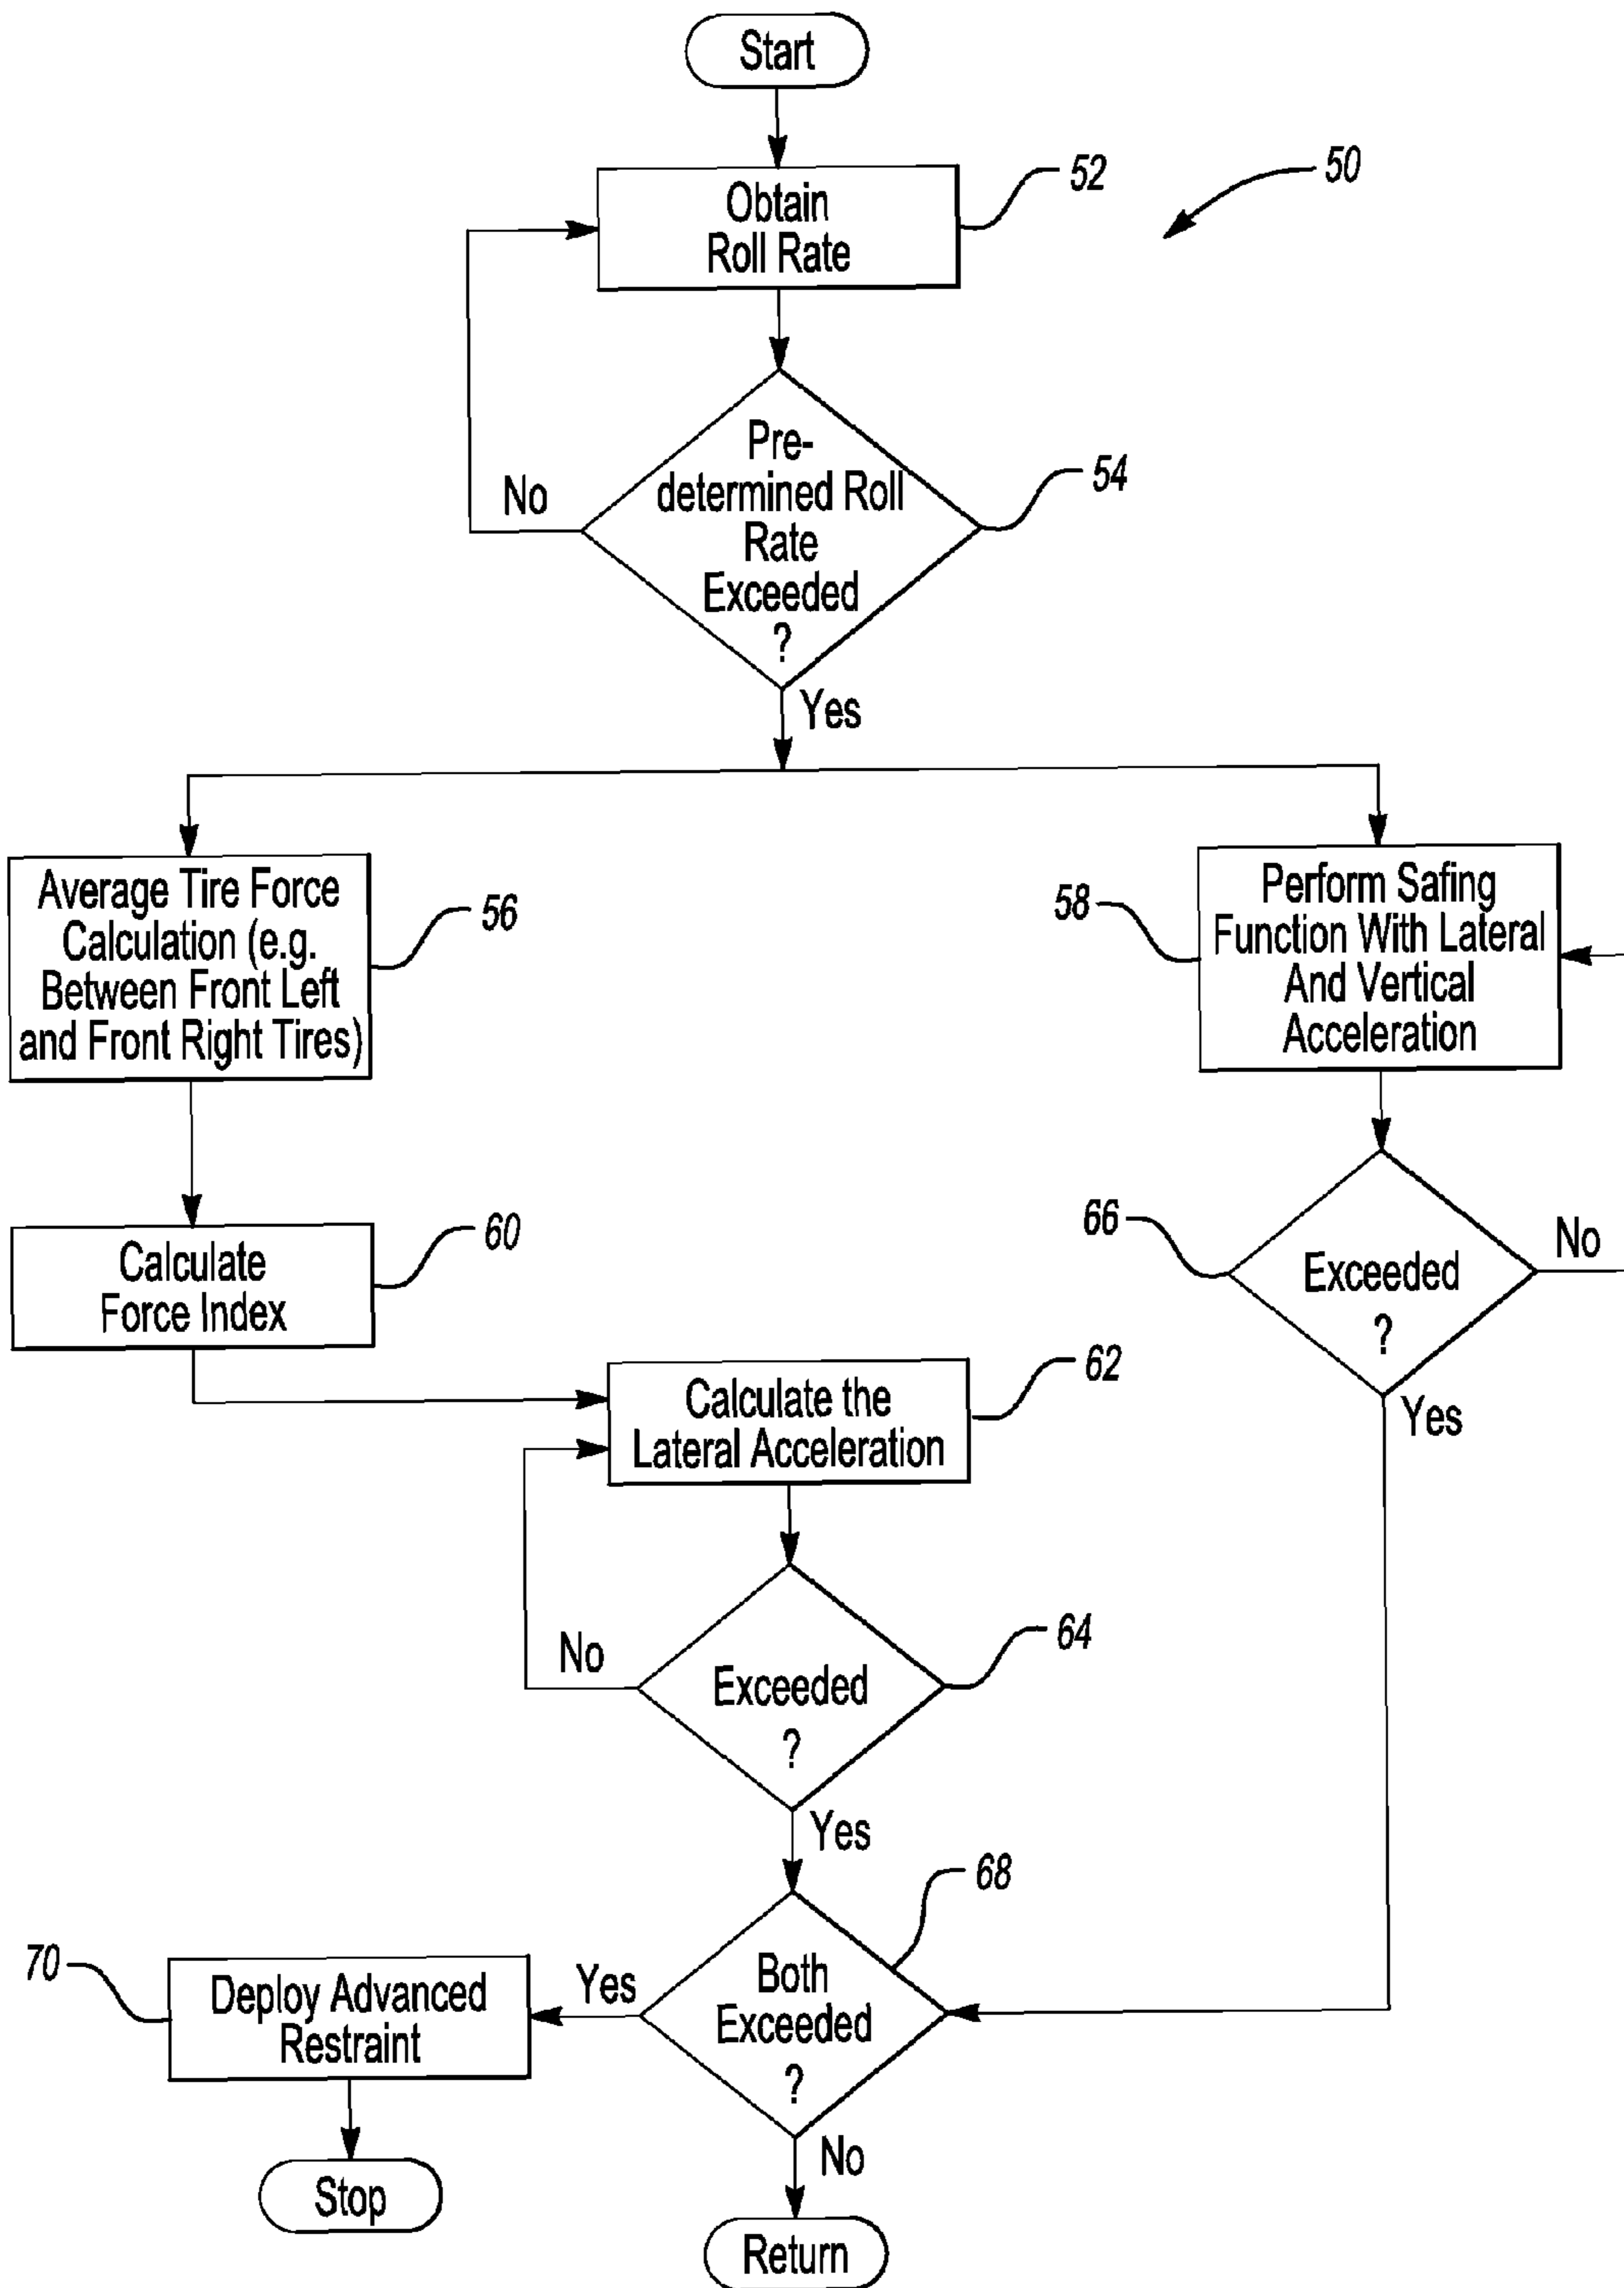 Start
Obtain
Roll Rate
52
50
Pre-
determined Roll
Rate
Exceeded
?
54
No
Yes
Average Tire Force
Calculation (e.g.
Between Front Left
and Front Right Tires)
56
58
Perform Safing
Function With Lateral
And Vertical
Acceleration
Calculate
Force Index
60
66
Exceeded
?
No
Yes
Calculate the
Lateral Acceleration
62
No
Exceeded
?
64
Yes
68
70
Deploy Advanced
Restraint
Yes
Both
Exceeded
?
No
Stop
Return